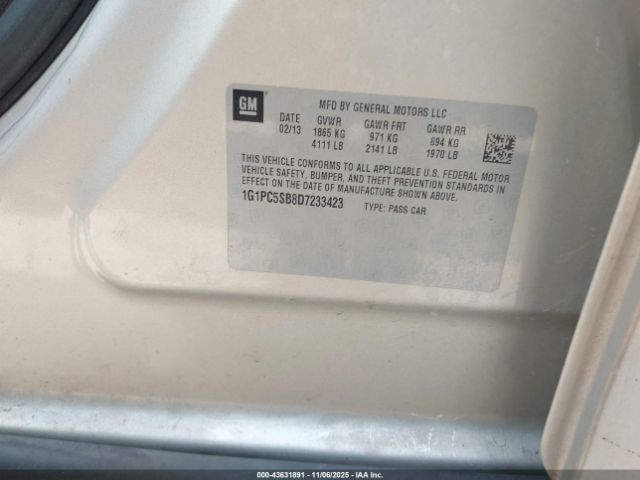 GM
MFD BY GENERAL MOTORS LLC
DATE GVWR GAWR FRT GAWR RR
02/13 1865 KG 971 KG 894 KG
4111 LB 2141 LB 1970 LB
THIS VEHICLE CONFORMS TO ALL APPLICABLE U.S. FEDERAL MOTOR
VEHICLE SAFETY, BUMPER, AND THEFT PREVENTION STANDARDS IN
EFFECT ON THE DATE OF MANUFACTURE SHOWN ABOVE.
1G1PC5SB8D7233423 TYPE: PASS CAR
000-43631891 - 11/06/2025 - IAAC